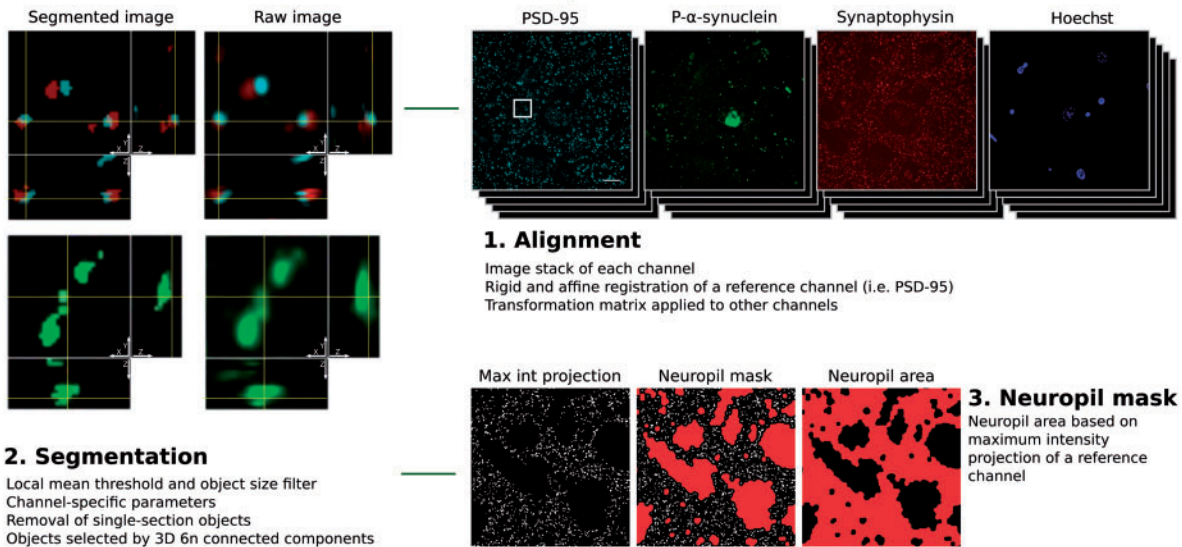 Segmented image
Raw image
PSD-95
P-α-synuclein
Synaptophysin
Hoechst
X
Y
Z
Z
X
Y
Z
Z
1. Alignment
Image stack of each channel
Rigid and affine registration of a reference channel (i.e. PSD-95)
Transformation matrix applied to other channels
X
Y
Z
Z
X
Y
Z
Z
2. Segmentation
Local mean threshold and object size filter
Channel-specific parameters
Removal of single-section objects
Objects selected by 3D 6n connected components
Max int projection
Neuropil mask
Neuropil area
3. Neuropil mask
Neuropil area based on
maximum intensity
projection of a reference
channel